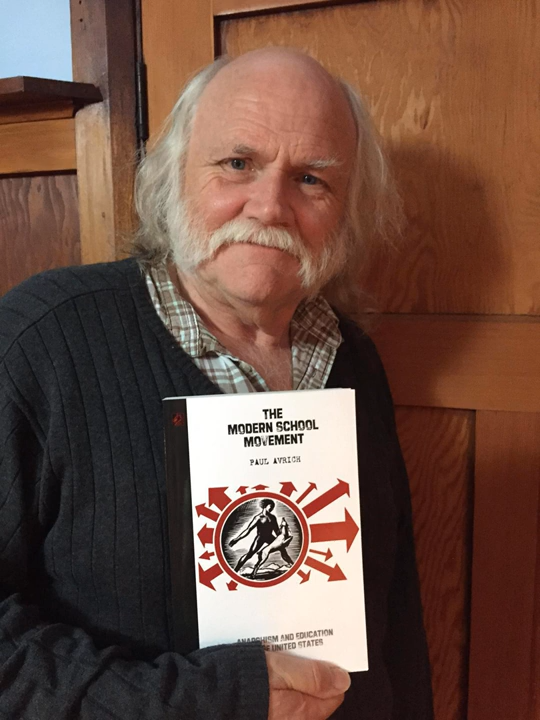 THE
MODERN SCHOOL
MOVEMENT
PAUL AVRICH
ANARCHISM AND EDUCATION
UNITED STATES